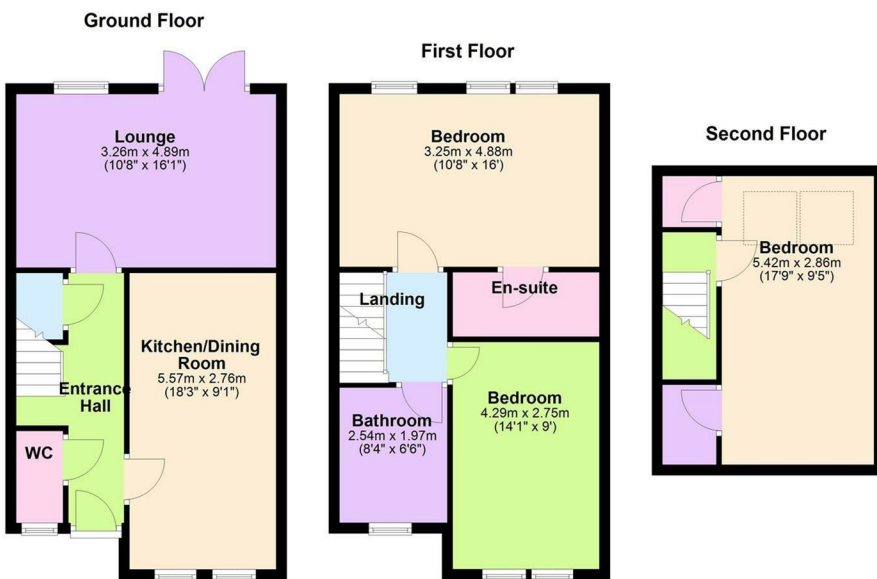 Ground Floor
Lounge
3.26m x 4.89m
(10'8" x 16'1")
Kitchen/Dining
Room
5.57m x 2.76m
(18'3" x 9'1")
Entrance
Hall
WC
First Floor
Bedroom
3.25m x 4.88m
(10'8" x 16')
Landing
En-suite
Bathroom
2.54m x 1.97m
(8'4" x 6'6")
Bedroom
4.29m x 2.75m
(14'1" x 9')
Second Floor
Bedroom
5.42m x 2.86m
(17'9" x 9'5")